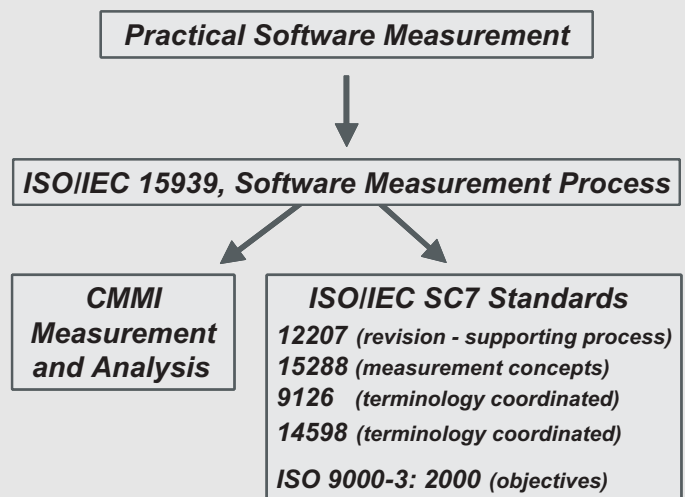 Practical Software Measurement
ISO/IEC 15939, Software Measurement Process
CMMI
Measurement
and Analysis
ISO/IEC SC7 Standards
12207 (revision - supporting process)
15288 (measurement concepts)
9126 (terminology coordinated)
14598 (terminology coordinated)
ISO 9000-3: 2000 (objectives)